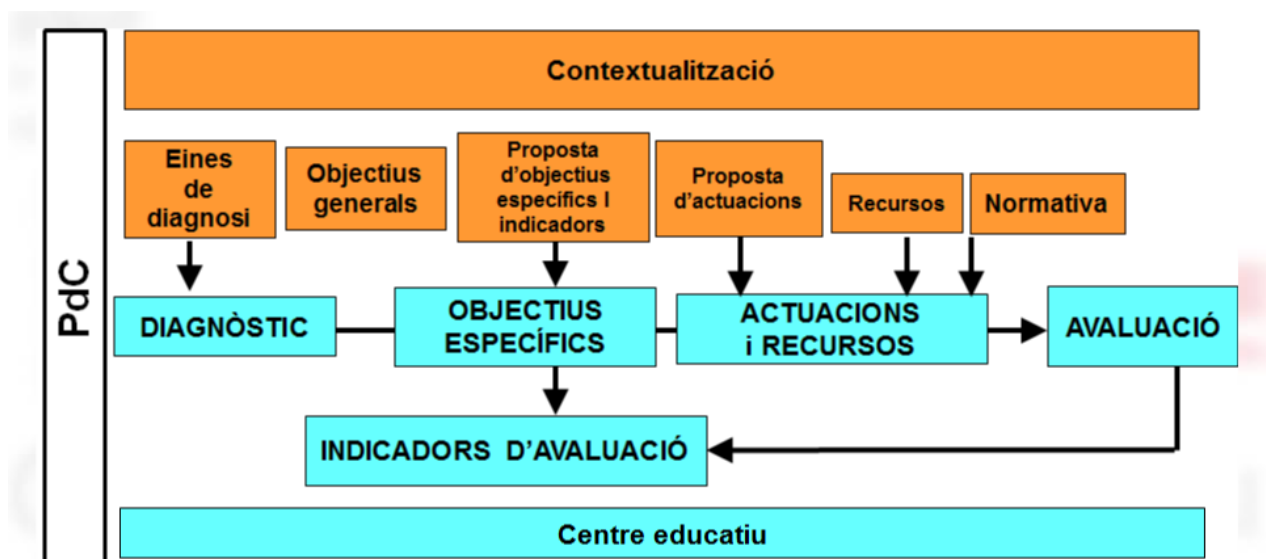 PdC
Contextualització
Eines
de
diagnosi
Objectius
generals
Proposta
d'objectius
específics I
indicadors
Proposta
d'actuacions
Recursos
Normativa
DIAGNÒSTIC
OBJECTIUS
ESPECÍFICS
ACTUACIONS
i RECURSOS
AVALUACIÓ
INDICADORS D'AVALUACIÓ
Centre educatiu